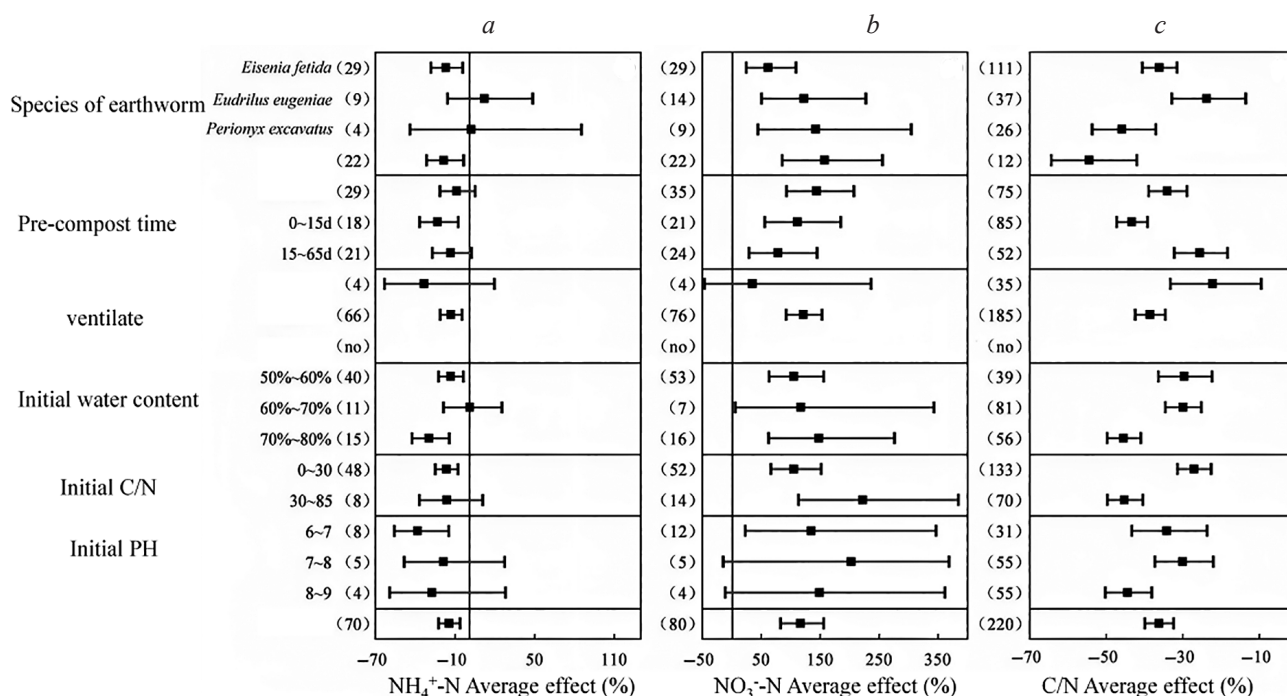 a b c
Species of earthworm
Eisenia fetida (29) (29) (111)
Eudrilus eugeniae (9) (14) (37)
Perionyx excavatus (4) (9) (26)
(22) (22) (12)
Pre-compost time
(29) (35) (75)
0~15d (18) (21) (85)
15~65d (21) (24) (52)
ventilate
(4) (4) (35)
(66) (76) (185)
(no) (no) (no)
Initial water content
50%~60% (40) (53) (39)
60%~70% (11) (7) (81)
70%~80% (15) (16) (56)
Initial C/N
0~30 (48) (52) (133)
30~85 (8) (14) (70)
Initial PH
6~7 (8) (12) (31)
7~8 (5) (5) (55)
8~9 (4) (4) (55)
(70) (80) (220)
−70 −10 50 110 −50 50 150 250 350 −70 −50 −30 −10
NH₄⁺-N Average effect (%) NO₃⁻-N Average effect (%) C/N Average effect (%)